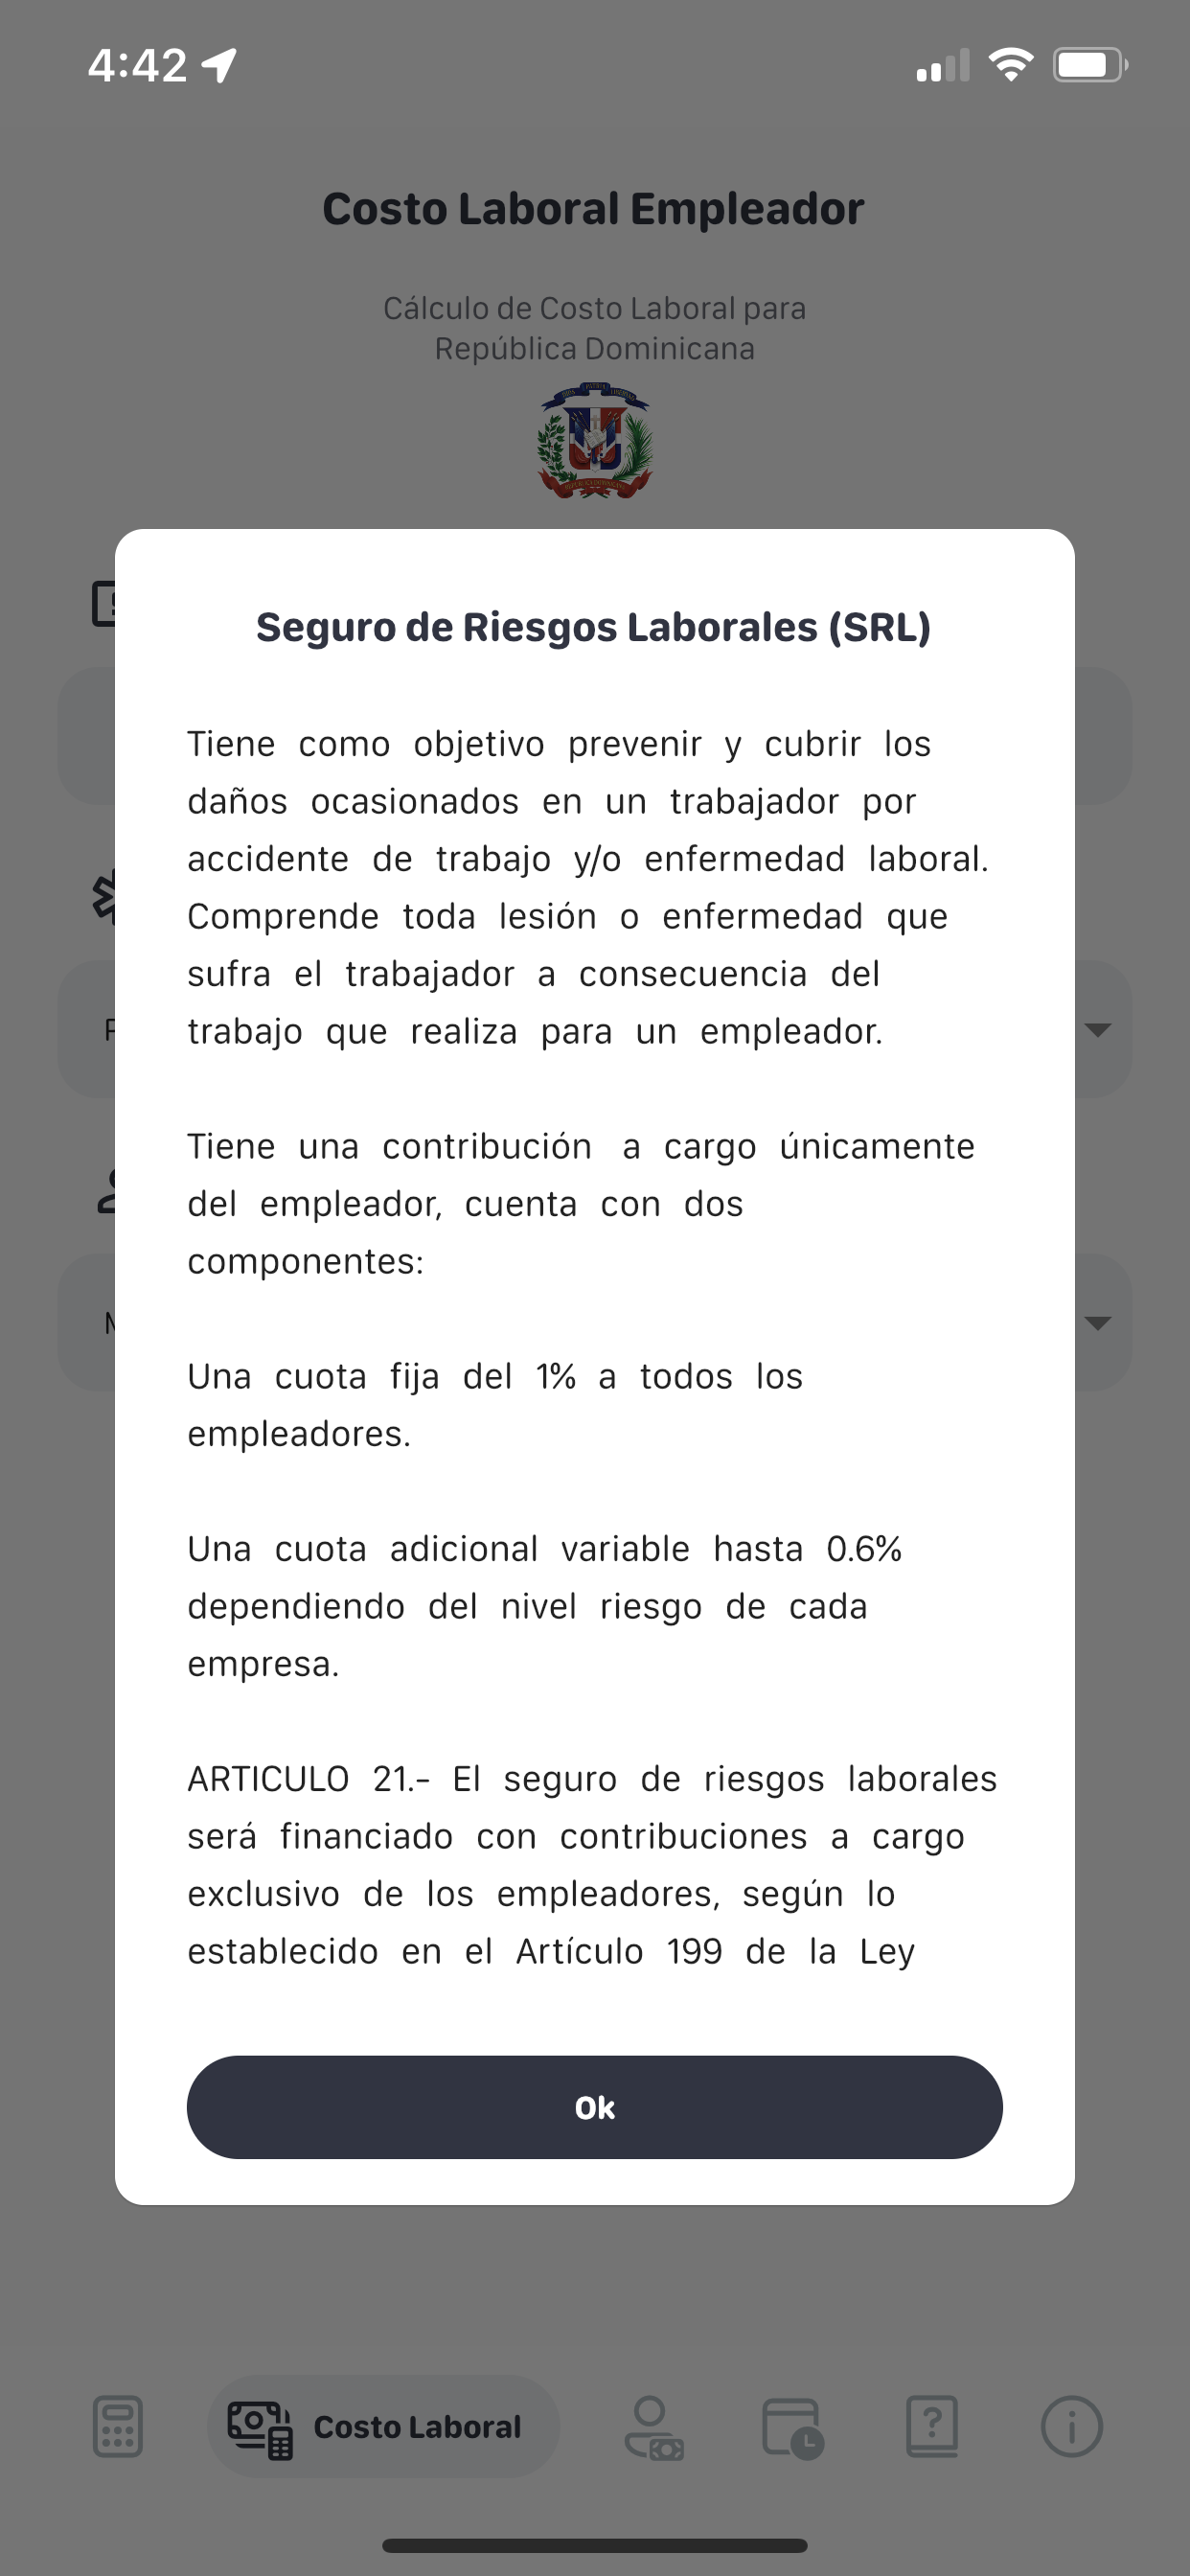 4:42
Costo Laboral Empleador
Cálculo de Costo Laboral para
República Dominicana
Seguro de Riesgos Laborales (SRL)
Tiene como objetivo prevenir y cubrir los
daños ocasionados en un trabajador por
accidente de trabajo y/o enfermedad laboral.
Comprende toda lesión o enfermedad que
sufra el trabajador a consecuencia del
trabajo que realiza para un empleador.
Tiene una contribución a cargo únicamente
del empleador, cuenta con dos
componentes:
Una cuota fija del 1% a todos los
empleadores.
Una cuota adicional variable hasta 0.6%
dependiendo del nivel riesgo de cada
empresa.
ARTICULO 21.- El seguro de riesgos laborales
será financiado con contribuciones a cargo
exclusivo de los empleadores, según lo
establecido en el Artículo 199 de la Ley
Ok
Costo Laboral